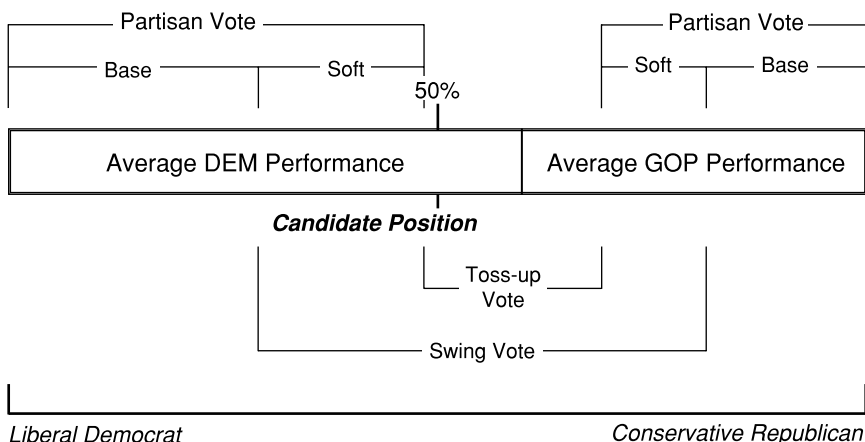 Partisan Vote
Partisan Vote
Base
Soft
Soft
Base
50%
Average DEM Performance
Average GOP Performance
Candidate Position
Toss-up
Vote
Swing Vote
Liberal Democrat
Conservative Republican